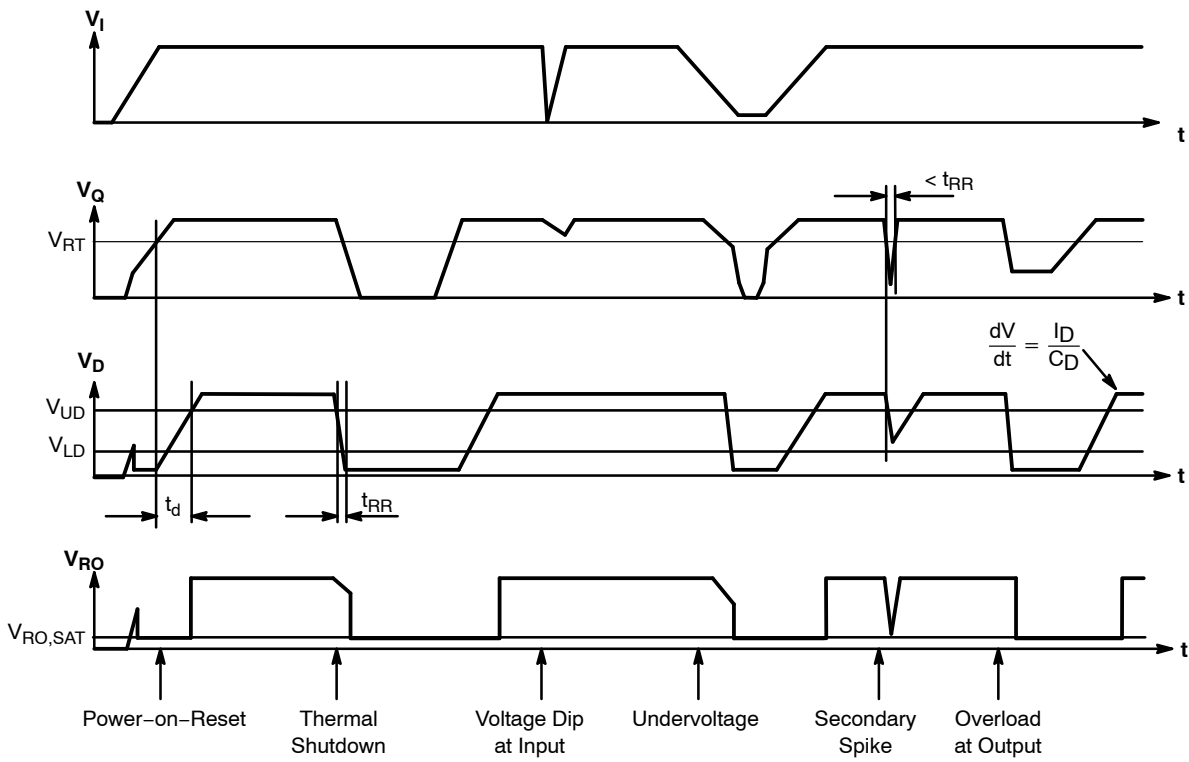 V_I
t
V_Q
< t_RR
V_RT
t
dV/dt = I_D/C_D
V_D
V_UD
V_LD
t
t_d
t_RR
V_RO
V_RO,SAT
t
Power−on−Reset
Thermal
Shutdown
Voltage Dip
at Input
Undervoltage
Secondary
Spike
Overload
at Output